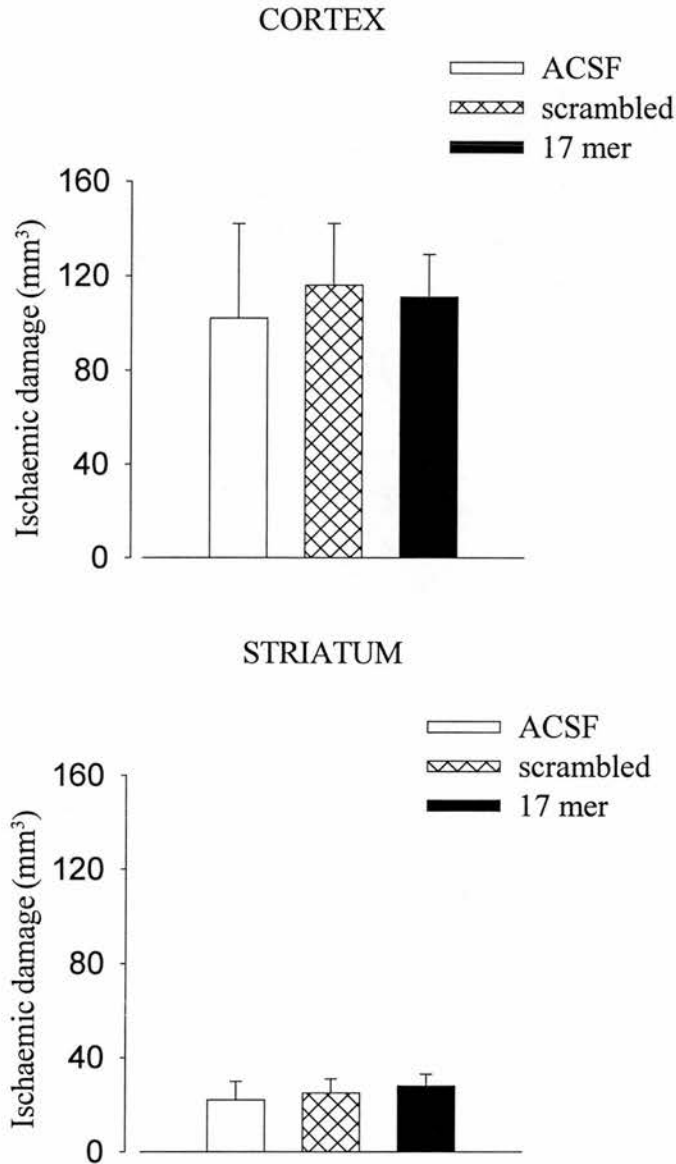 CORTEX
ACSF
scrambled
17 mer
160
120
80
40
0
Ischaemic damage (mm³)
STRIATUM
ACSF
scrambled
17 mer
160
120
80
40
0
Ischaemic damage (mm³)